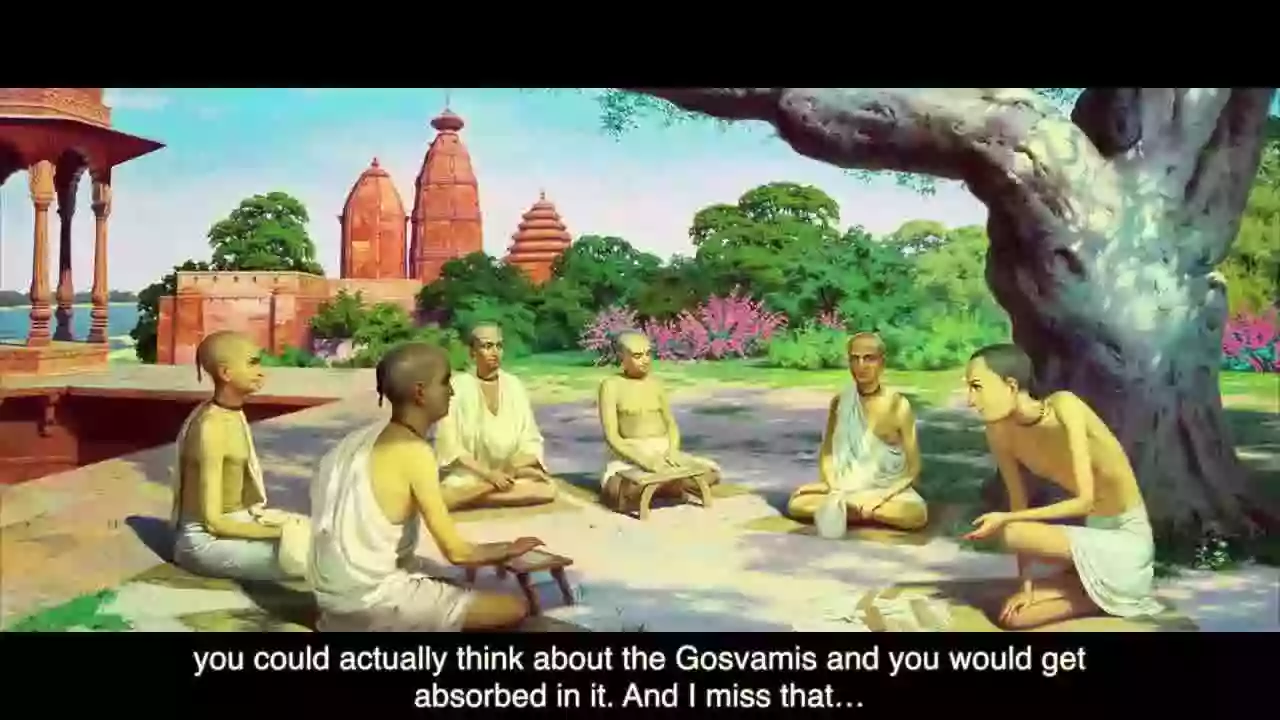 you could actually think about the Gosvamis and you would get
absorbed in it. And I miss that…